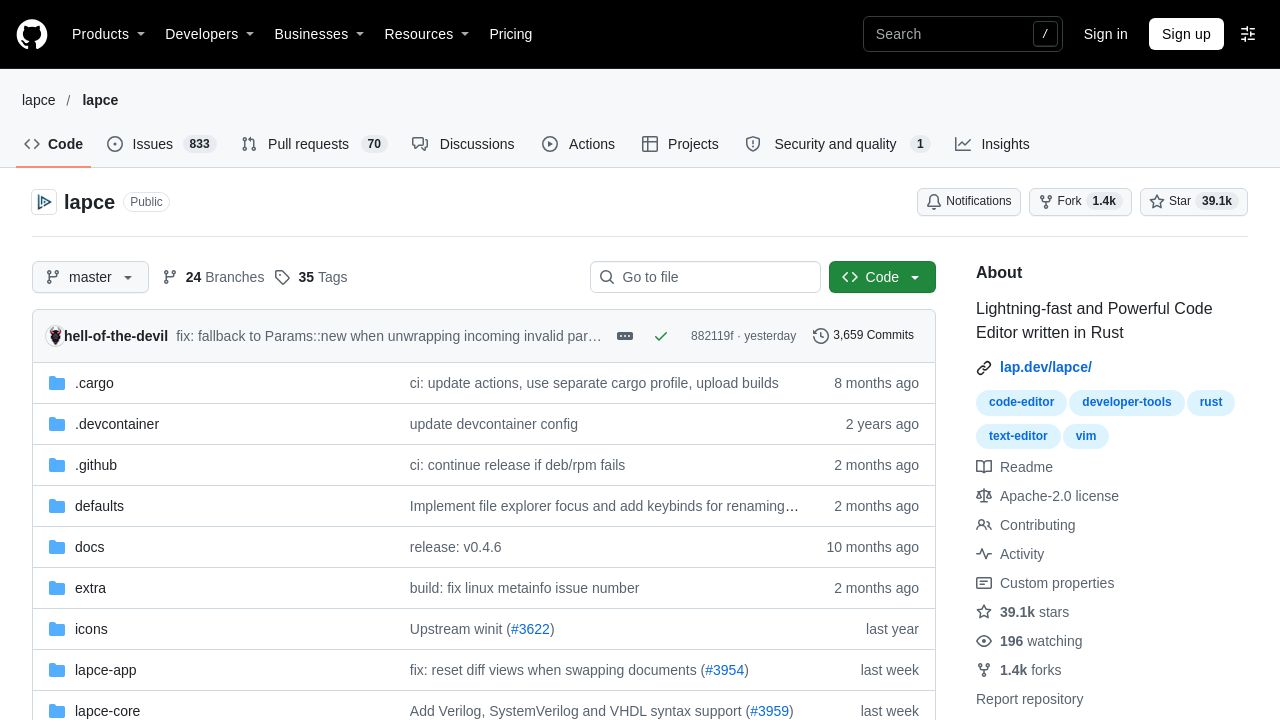 Products Developers Businesses Resources Pricing Search / Sign in Sign up
lapce / lapce
Code Issues 833 Pull requests 70 Discussions Actions Projects Security and quality 1 Insights
lapce Public Notifications Fork 1.4k Star 39.1k
master 24 Branches 35 Tags Go to file Code
hell-of-the-devil fix: fallback to Params::new when unwrapping incoming invalid par… 882119f · yesterday 3,659 Commits
.cargo ci: update actions, use separate cargo profile, upload builds 8 months ago
.devcontainer update devcontainer config 2 years ago
.github ci: continue release if deb/rpm fails 2 months ago
defaults Implement file explorer focus and add keybinds for renaming… 2 months ago
docs release: v0.4.6 10 months ago
extra build: fix linux metainfo issue number 2 months ago
icons Upstream winit (#3622) last year
lapce-app fix: reset diff views when swapping documents (#3954) last week
lapce-core Add Verilog, SystemVerilog and VHDL syntax support (#3959) last week
About
Lightning-fast and Powerful Code
Editor written in Rust
lap.dev/lapce/
code-editor developer-tools rust
text-editor vim
Readme
Apache-2.0 license
Contributing
Activity
Custom properties
39.1k stars
196 watching
1.4k forks
Report repository